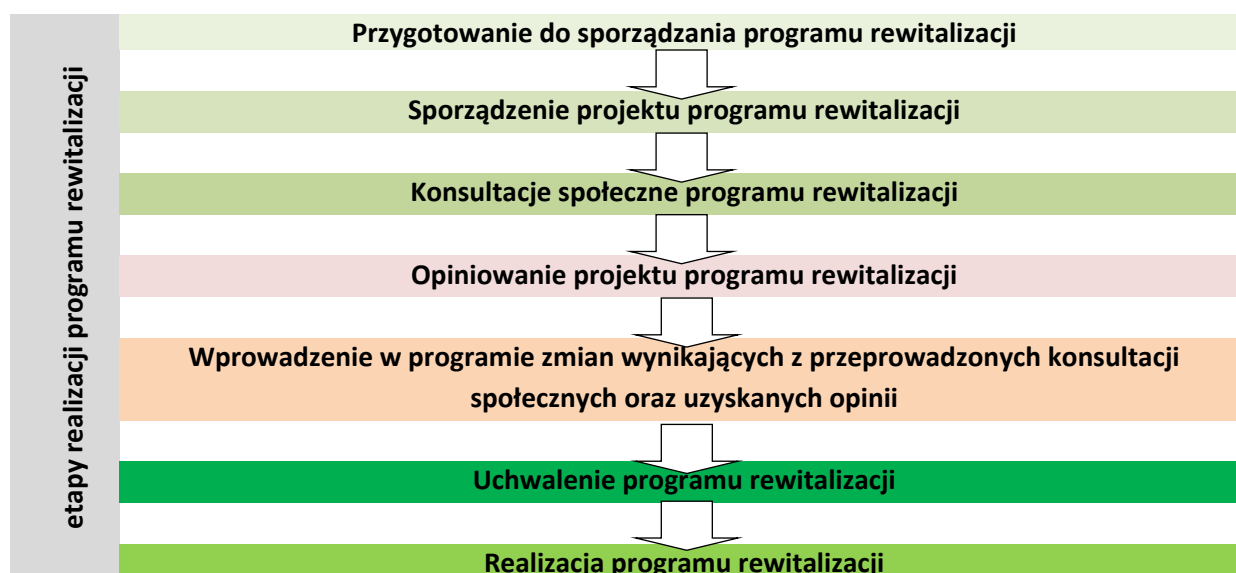 etapy realizacji programu rewitalizacji
Przygotowanie do sporządzania programu rewitalizacji
Sporządzenie projektu programu rewitalizacji
Konsultacje społeczne programu rewitalizacji
Opiniowanie projektu programu rewitalizacji
Wprowadzenie w programie zmian wynikających z przeprowadzonych konsultacji
społecznych oraz uzyskanych opinii
Uchwalenie programu rewitalizacji
Realizacja programu rewitalizacji